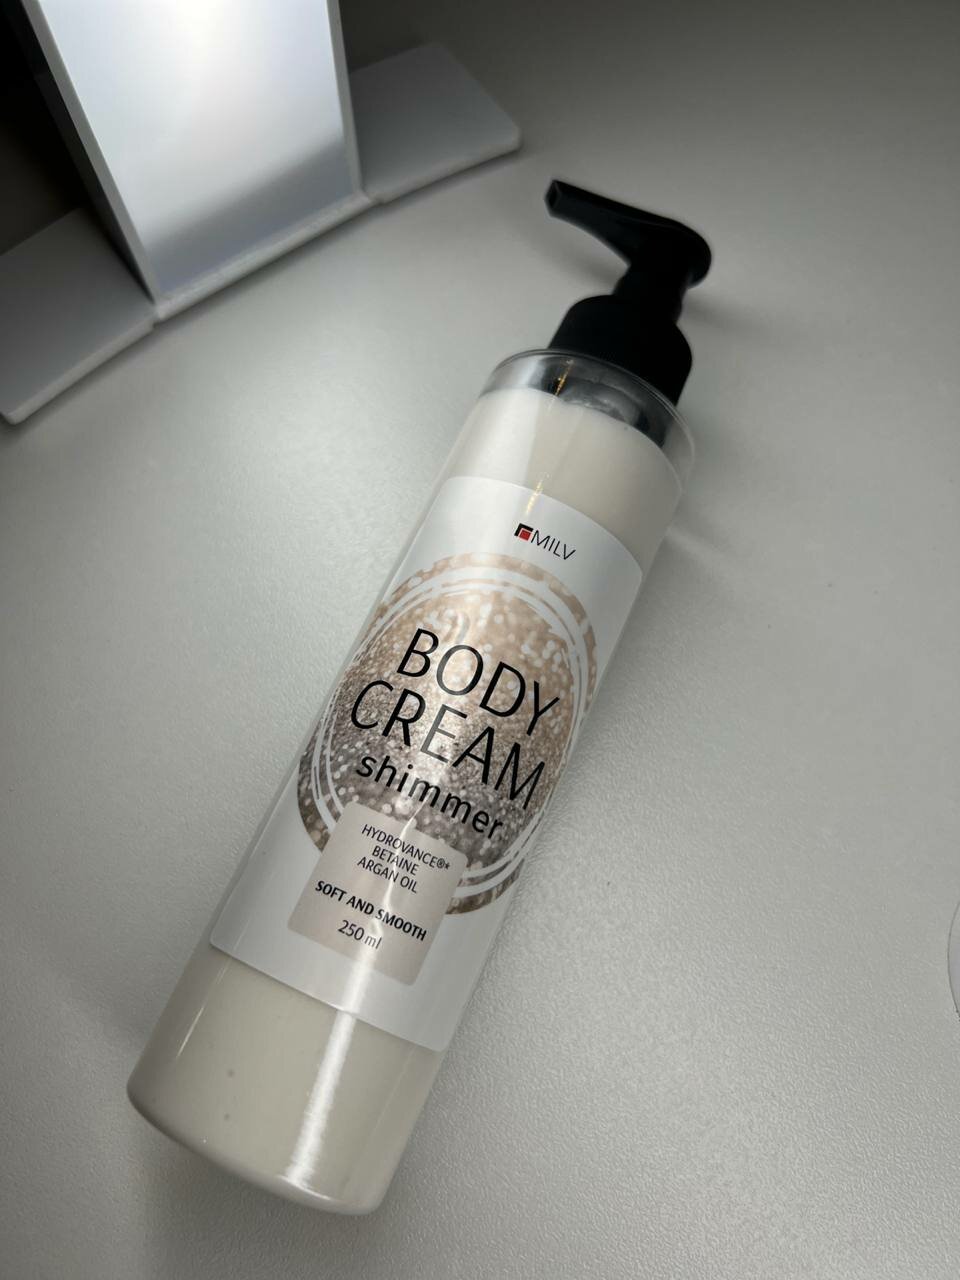 MILV
BODY
CREAM
shimmer
HYDROVANCE®*
BETAINE
ARGAN OIL
SOFT AND SMOOTH
250 ml